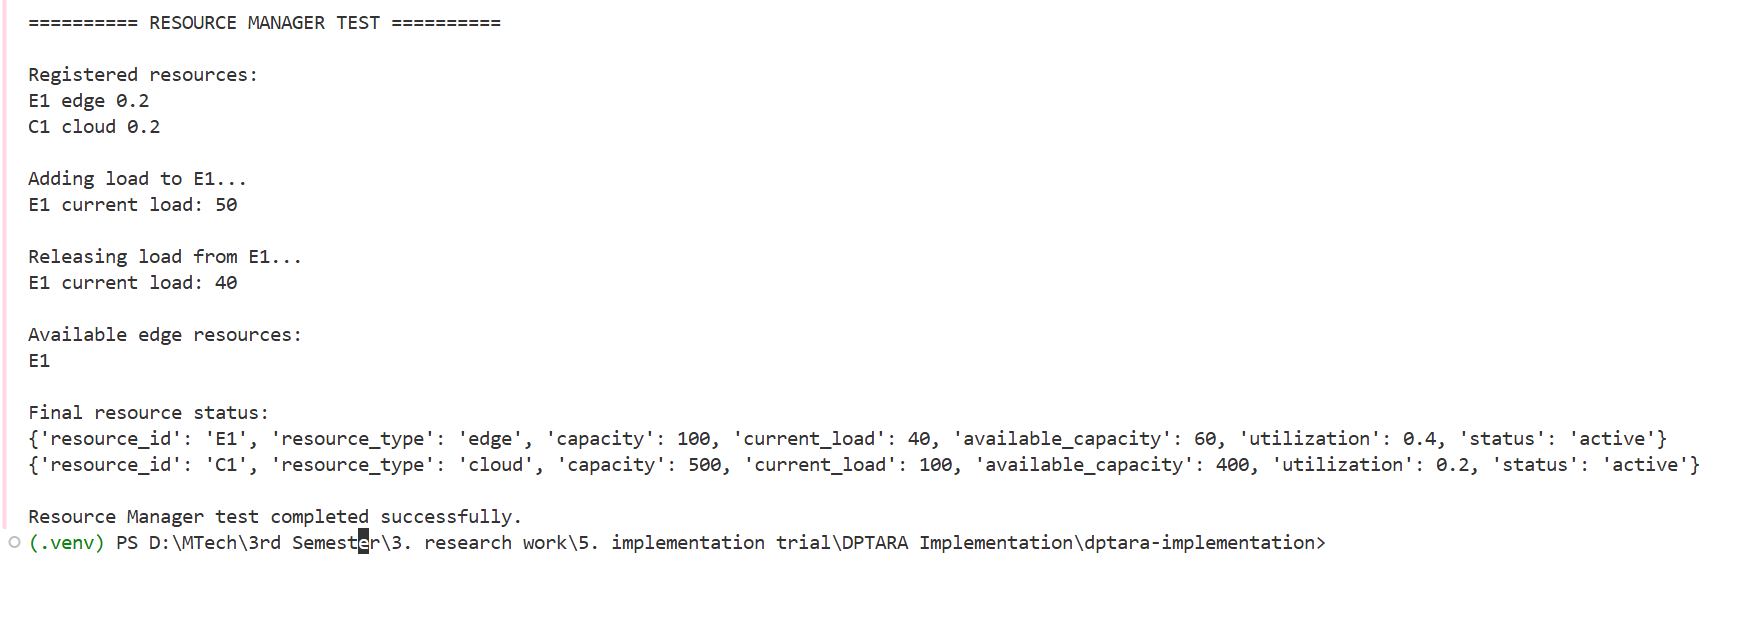 ========== RESOURCE MANAGER TEST ==========
Registered resources:
E1 edge 0.2
C1 cloud 0.2
Adding load to E1...
E1 current load: 50
Releasing load from E1...
E1 current load: 40
Available edge resources:
E1
Final resource status:
{'resource_id': 'E1', 'resource_type': 'edge', 'capacity': 100, 'current_load': 40, 'available_capacity': 60, 'utilization': 0.4, 'status': 'active'}
{'resource_id': 'C1', 'resource_type': 'cloud', 'capacity': 500, 'current_load': 100, 'available_capacity': 400, 'utilization': 0.2, 'status': 'active'}
Resource Manager test completed successfully.
(.venv) PS D:\MTech\3rd Semester\3. research work\5. implementation trial\DPTARA Implementation\dptara-implementation>